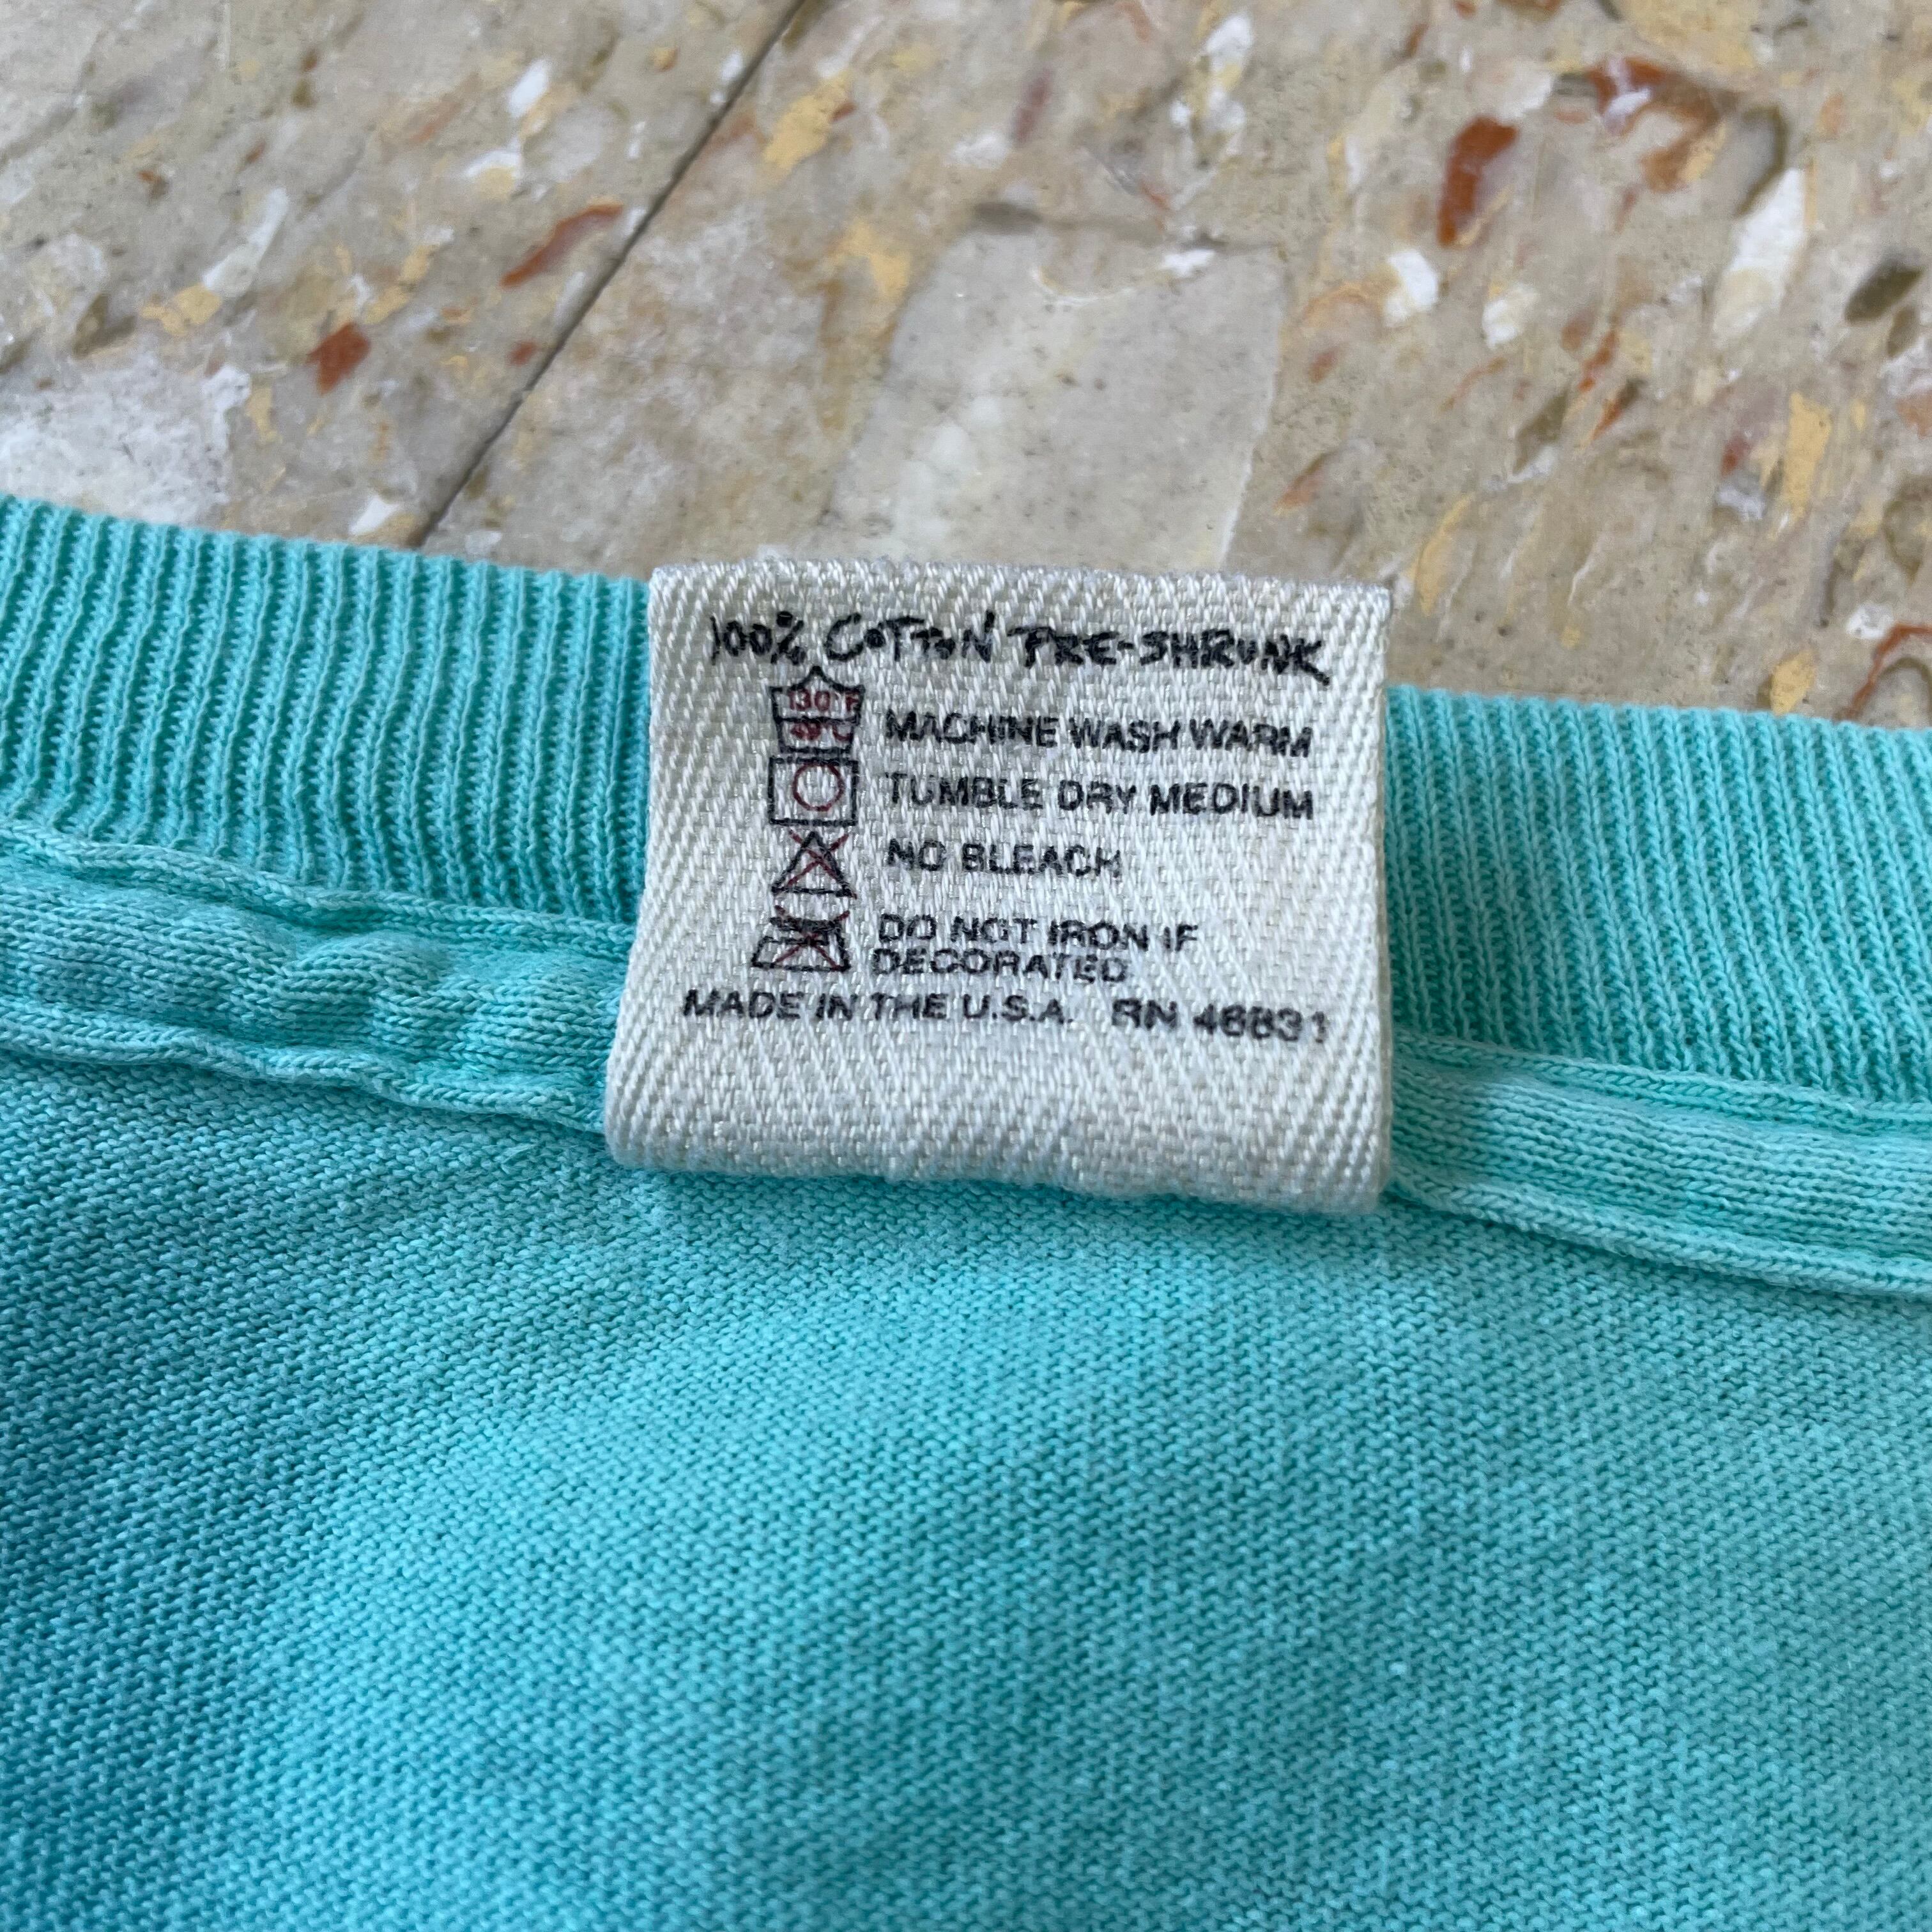 100% COTTON PRE-SHRUNK
130°F
49°C
MACHINE WASH WARM
TUMBLE DRY MEDIUM
NO BLEACH
DO NOT IRON IF
DECORATED
MADE IN THE U.S.A. RN 46831